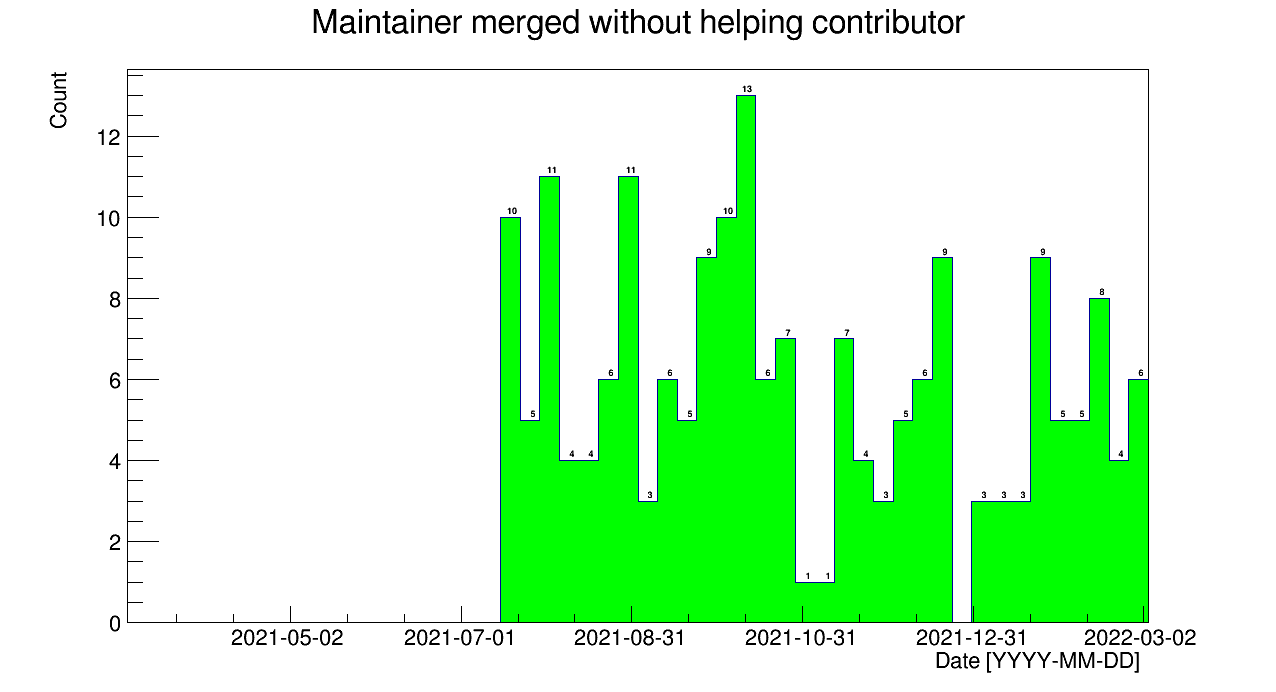 Maintainer merged without helping contributor
Count
13
12
11 11
10 10 10
9 9 9
8 8
7 7
6 6 6 6 6 6
5 5 5 5 5
4 4 4 4 4
3 3 3 3 3
2
1 1
0
2021-05-02 2021-07-01 2021-08-31 2021-10-31 2021-12-31 2022-03-02
Date [YYYY-MM-DD]